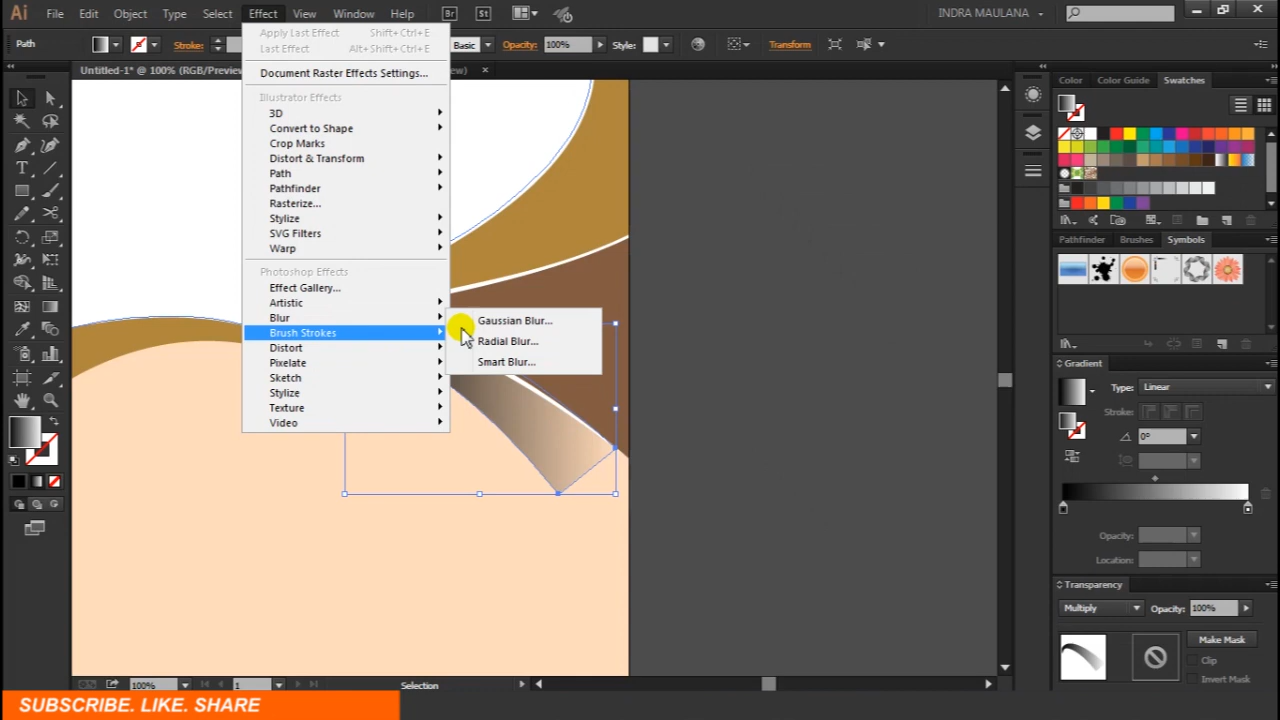 Ai File Edit Object Type Select Effect View Window Help Br St INDRA MAULANA
Path Stroke: Basic Opacity: 100% Style: Transform
Untitled-1* @ 100% (RGB/Preview)
Apply Last Effect Shift+Ctrl+E
Last Effect Alt+Shift+Ctrl+E
Document Raster Effects Settings...
Illustrator Effects
3D
Convert to Shape
Crop Marks
Distort & Transform
Path
Pathfinder
Rasterize...
Stylize
SVG Filters
Warp
Photoshop Effects
Effect Gallery...
Artistic
Blur
Brush Strokes
Distort
Pixelate
Sketch
Stylize
Texture
Video
Gaussian Blur...
Radial Blur...
Smart Blur...
Color Color Guide Swatches
Pathfinder Brushes Symbols
Gradient
Type: Linear
Stroke:
0°
Opacity:
Location:
Transparency
Multiply Opacity: 100%
Make Mask
Clip
Invert Mask
100% 1 Selection
SUBSCRIBE. LIKE. SHARE